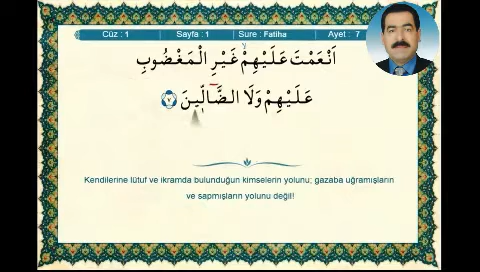 Cüz : 1 Sayfa : 1 Sure : Fatiha Ayet : 7
اَنْعَمْتَ عَلَيْهِمْۙ غَيْرِ الْمَغْضُوبِ
عَلَيْهِمْ وَلَا الضَّٓالّ۪ينَ ﴿٧﴾
Kendilerine lütuf ve ikramda bulunduğun kimselerin yolunu; gazaba uğramışların
ve sapmışların yolunu değil!